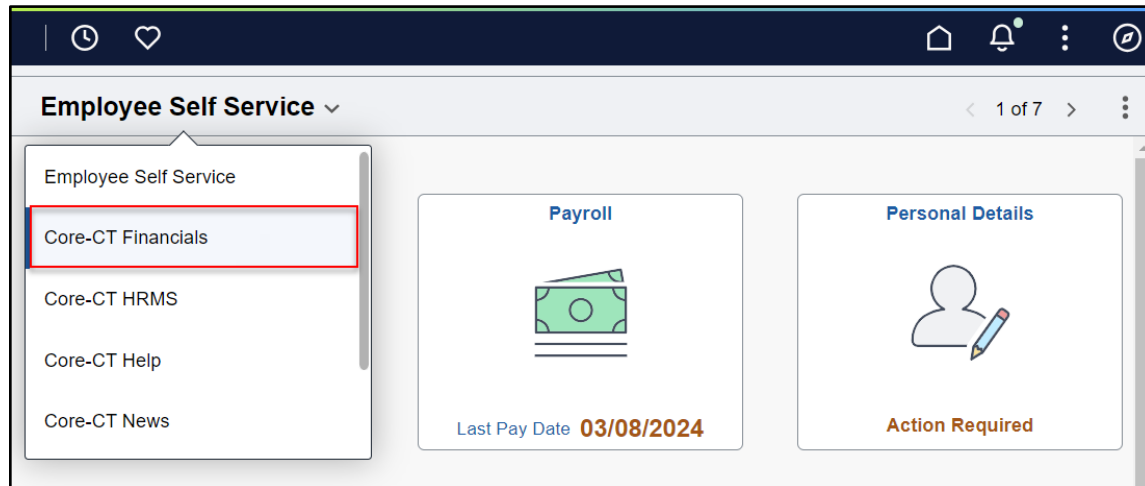 Employee Self Service
1 of 7
Employee Self Service
Core-CT Financials
Core-CT HRMS
Core-CT Help
Core-CT News
Payroll
Last Pay Date 03/08/2024
Personal Details
Action Required